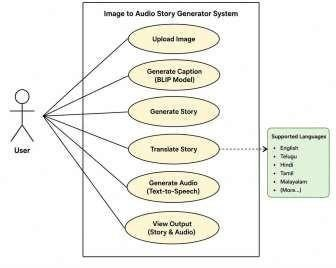 Image to Audio Story Generator System
Upload Image
Generate Caption
(BLIP Model)
Generate Story
Translate Story
Generate Audio
(Text-to-Speech)
View Output
(Story & Audio)
User
Supported Languages
• English
• Telugu
• Hindi
• Tamil
• Malayalam
• (More...)